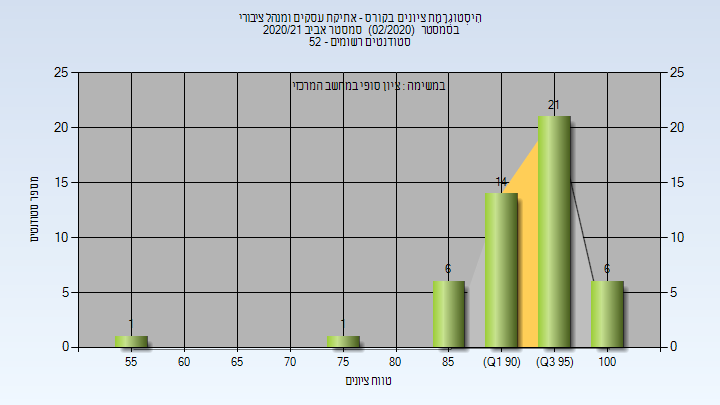 היסטוגרמת ציונים בקורס - אתיקת עסקים ומנהל ציבורי
בסמסטר (02/2020) סמסטר אביב 2020/21
סטודנטים רשומים - 52
במשימה : ציון סופי במחשב המרכזי
25 25
20 20
15 15
10 10
5 5
0 0
מספר סטודנטים
1 1 6 14 21 6
55 60 65 70 75 80 85 (Q1 90) (Q3 95) 100
טווח ציונים